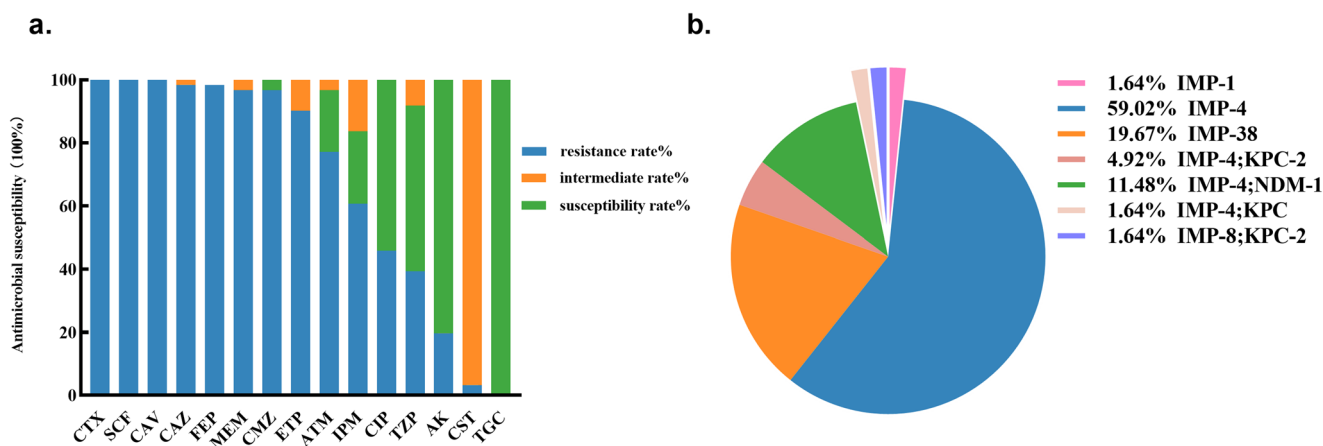 a.
Antimicrobial susceptibility (100%)
100
80
60
40
20
0
CTX
SCF
CAV
CAZ
FEP
MEM
CMZ
ETP
ATM
IPM
CIP
TZP
AK
CST
TGC
resistance rate%
intermediate rate%
susceptibility rate%
b.
1.64% IMP-1
59.02% IMP-4
19.67% IMP-38
4.92% IMP-4;KPC-2
11.48% IMP-4;NDM-1
1.64% IMP-4;KPC
1.64% IMP-8;KPC-2